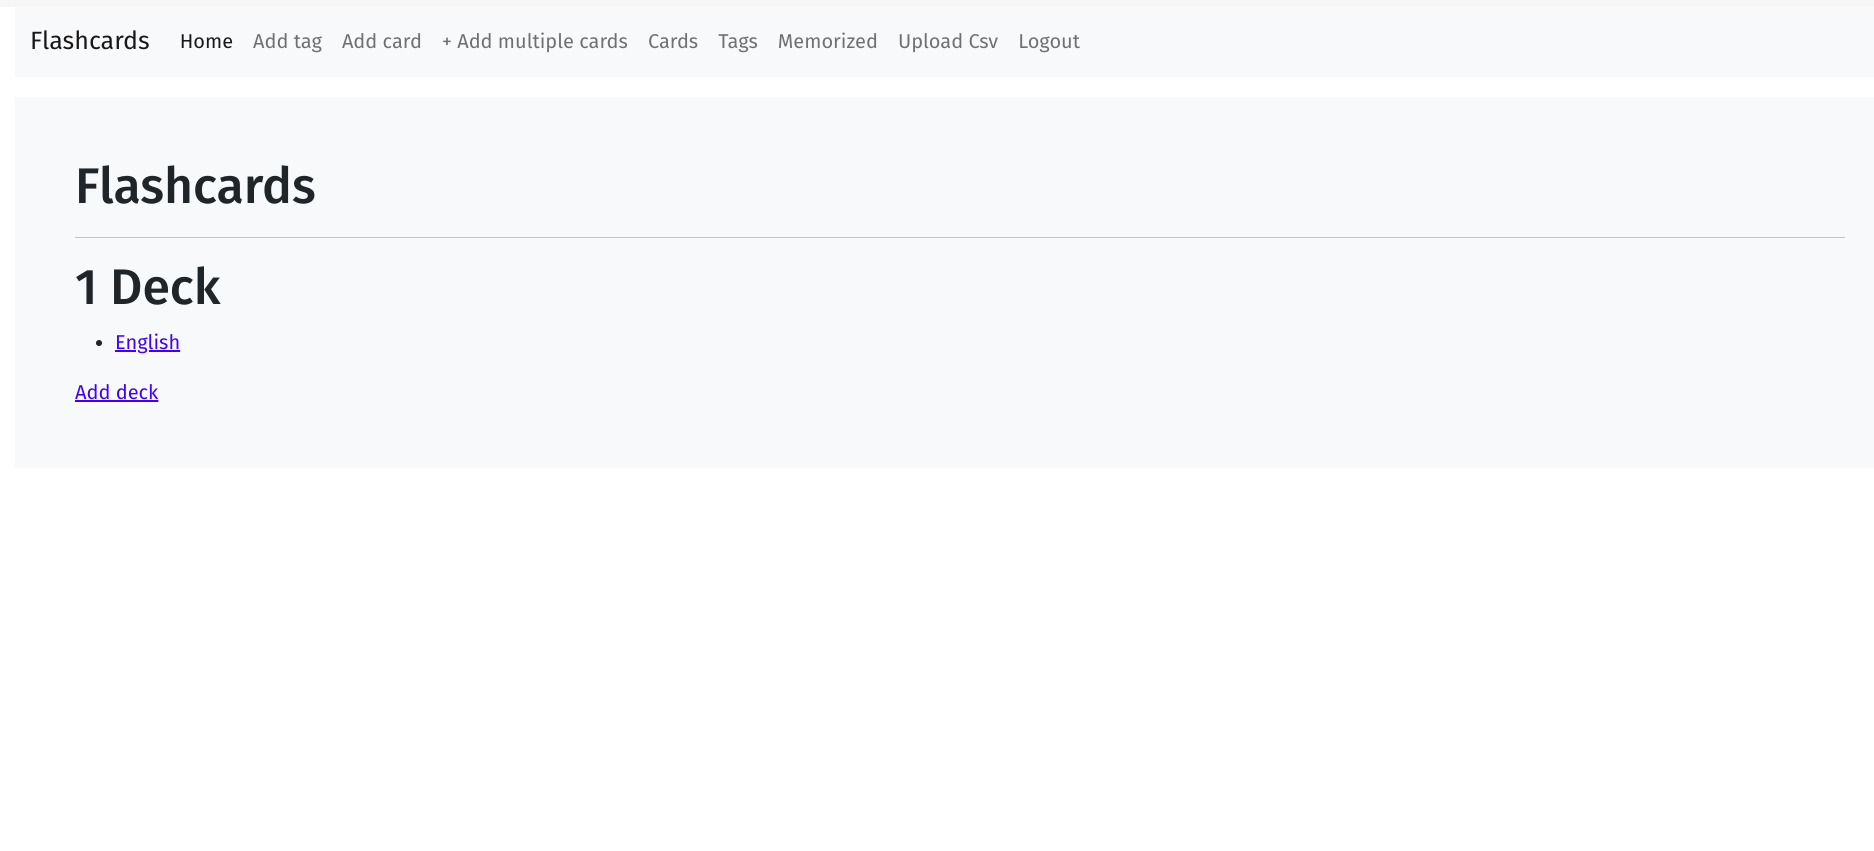 Flashcards Home Add tag Add card + Add multiple cards Cards Tags Memorized Upload Csv Logout
Flashcards
1 Deck
English
Add deck